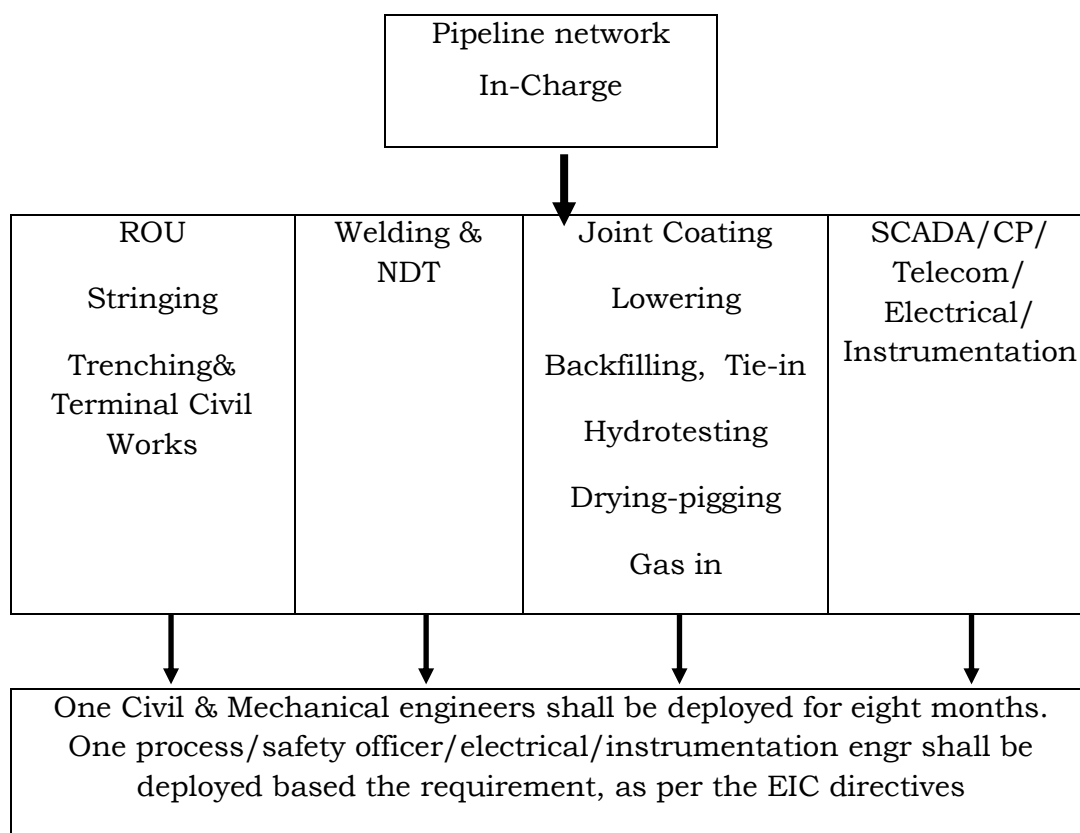 Pipeline network
In-Charge
ROU
Stringing
Trenching&
Terminal Civil
Works
Welding &
NDT
Joint Coating
Lowering
Backfilling, Tie-in
Hydrotesting
Drying-pigging
Gas in
SCADA/CP/
Telecom/
Electrical/
Instrumentation
One Civil & Mechanical engineers shall be deployed for eight months.
One process/safety officer/electrical/instrumentation engr shall be
deployed based the requirement, as per the EIC directives